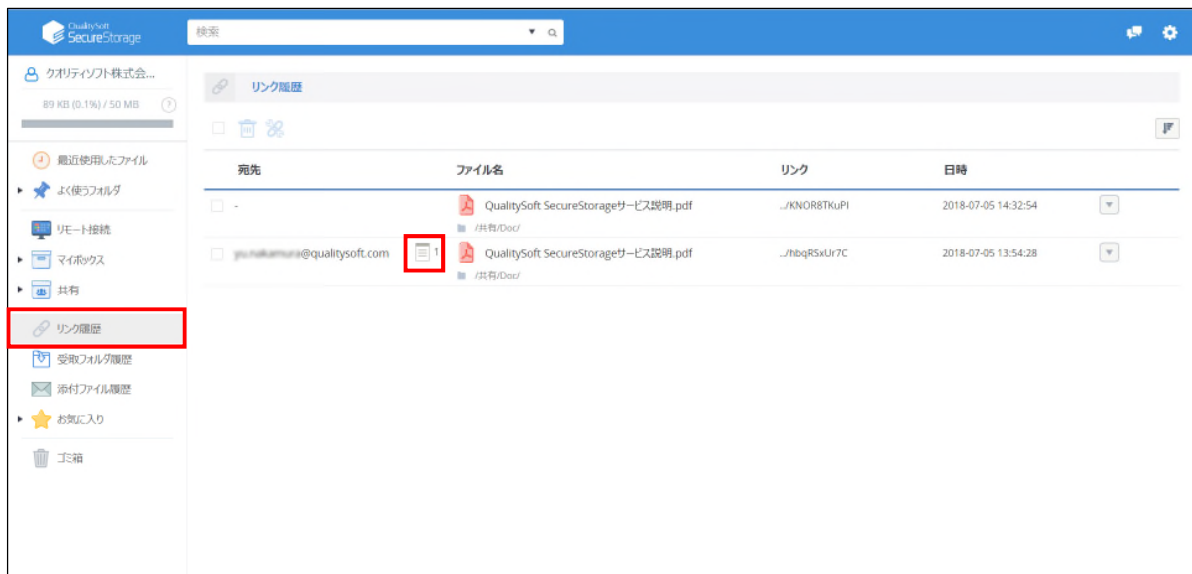 QualitySoft
SecureStorage
検索
クオリティソフト株式会...
89 KB (0.1%) / 50 MB
?
リンク履歴
最近使用したファイル
よく使うフォルダ
リモート接続
マイボックス
共有
リンク履歴
受取フォルダ履歴
添付ファイル履歴
お気に入り
ゴミ箱
宛先 ファイル名 リンク 日時
- QualitySoft SecureStorageサービス説明.pdf ../KNOR8TKuPI 2018-07-05 14:32:54
/共有/Doc/
@qualitysoft.com 1 QualitySoft SecureStorageサービス説明.pdf ../hbqRSxUr7C 2018-07-05 13:54:28
/共有/Doc/